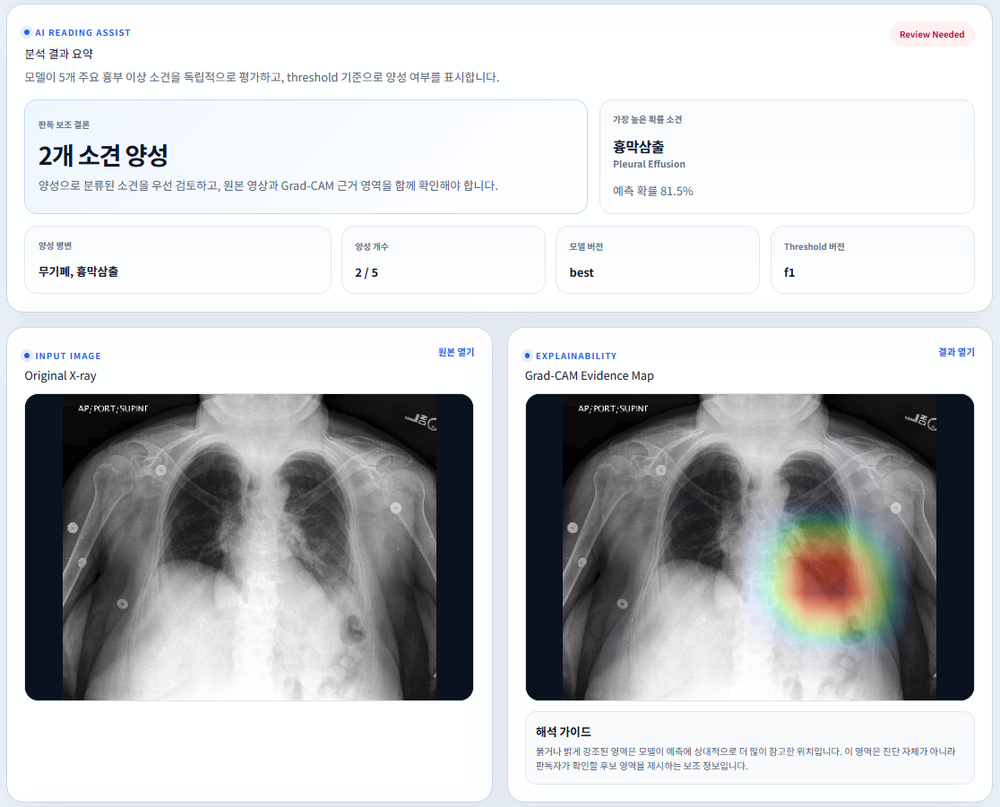 AI READING ASSIST
Review Needed
분석 결과 요약
모델이 5개 주요 흉부 이상 소견을 독립적으로 평가하고, threshold 기준으로 양성 여부를 표시합니다.
판독 보조 결론
2개 소견 양성
양성으로 분류된 소견을 우선 검토하고, 원본 영상과 Grad-CAM 근거 영역을 함께 확인해야 합니다.
가장 높은 확률 소견
흉막삼출
Pleural Effusion
예측 확률 81.5%
양성 병변
무기폐, 흉막삼출
양성 개수
2 / 5
모델 버전
best
Threshold 버전
f1
INPUT IMAGE
원본 열기
Original X-ray
AP/PORT/SUPINE
EXPLAINABILITY
결과 열기
Grad-CAM Evidence Map
AP/PORT/SUPINE
해석 가이드
붉거나 밝게 강조된 영역은 모델이 예측에 상대적으로 더 많이 참고한 위치입니다. 이 영역은 진단 자체가 아니라
판독자가 확인할 후보 영역을 제시하는 보조 정보입니다.